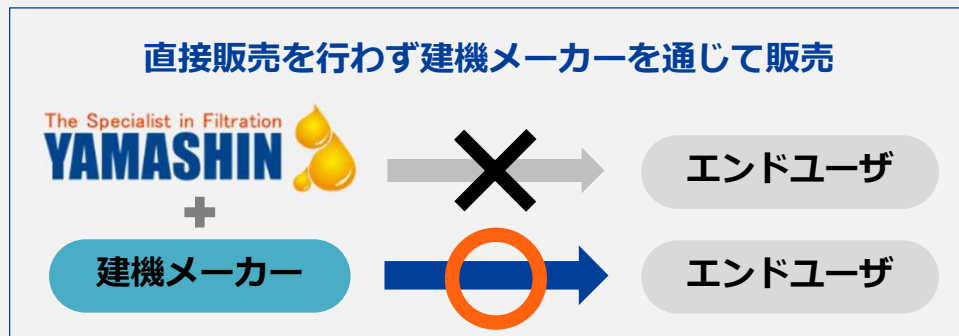 直接販売を行わず建機メーカーを通じて販売
The Specialist in Filtration
YAMASHIN
エンドユーザ
建機メーカー
エンドユーザ